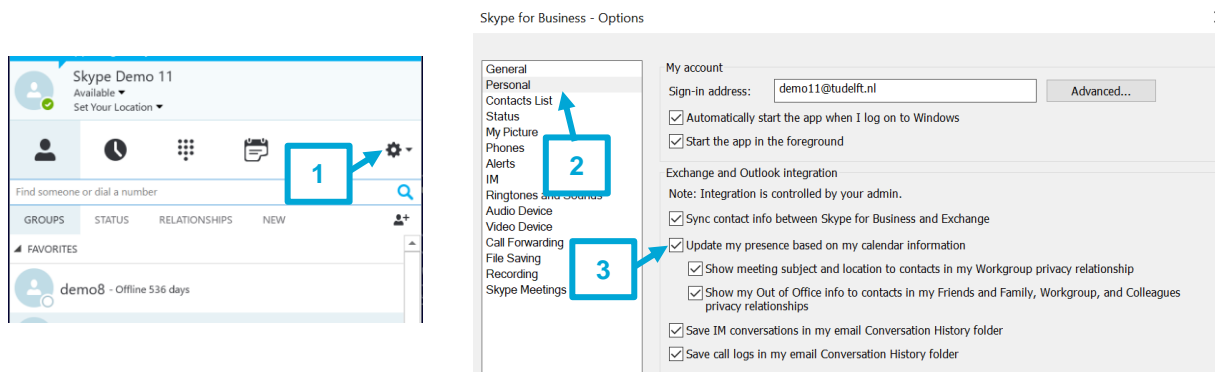 Skype Demo 11
Available
Set Your Location
1
Find someone or dial a number
GROUPS STATUS RELATIONSHIPS NEW
FAVORITES
demo8 - Offline 536 days
Skype for Business - Options
General
Personal
Contacts List
Status
My Picture
Phones
Alerts
IM
Ringtones and Sounds
Audio Device
Video Device
Call Forwarding
File Saving
Recording
Skype Meetings
2
3
My account
Sign-in address: demo11@tudelft.nl Advanced...
Automatically start the app when I log on to Windows
Start the app in the foreground
Exchange and Outlook integration
Note: Integration is controlled by your admin.
Sync contact info between Skype for Business and Exchange
Update my presence based on my calendar information
Show meeting subject and location to contacts in my Workgroup privacy relationship
Show my Out of Office info to contacts in my Friends and Family, Workgroup, and Colleagues
privacy relationships
Save IM conversations in my email Conversation History folder
Save call logs in my email Conversation History folder